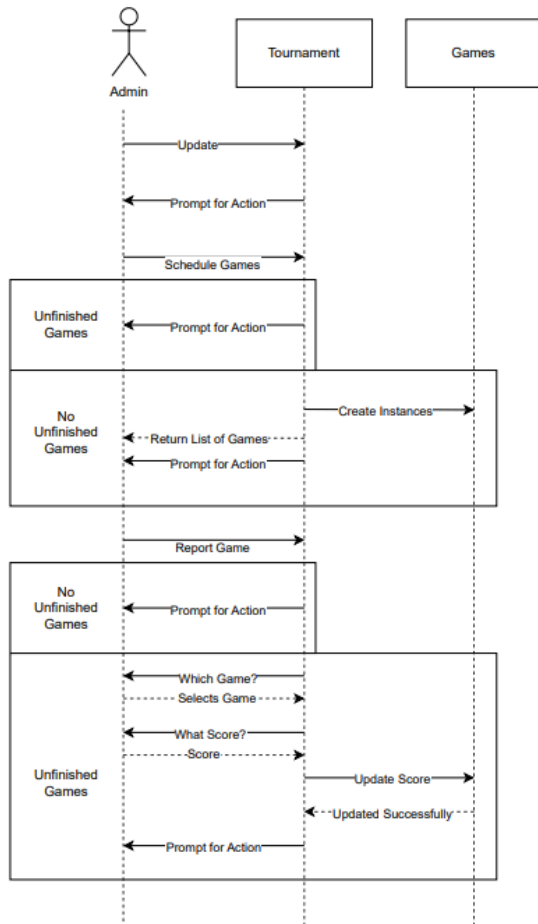 Admin
Tournament
Games
Update
Prompt for Action
Schedule Games
Unfinished
Games
Prompt for Action
No
Unfinished
Games
Create Instances
Return List of Games
Prompt for Action
Report Game
No
Unfinished
Games
Prompt for Action
Which Game?
Selects Game
What Score?
Score
Unfinished
Games
Update Score
Updated Successfully
Prompt for Action